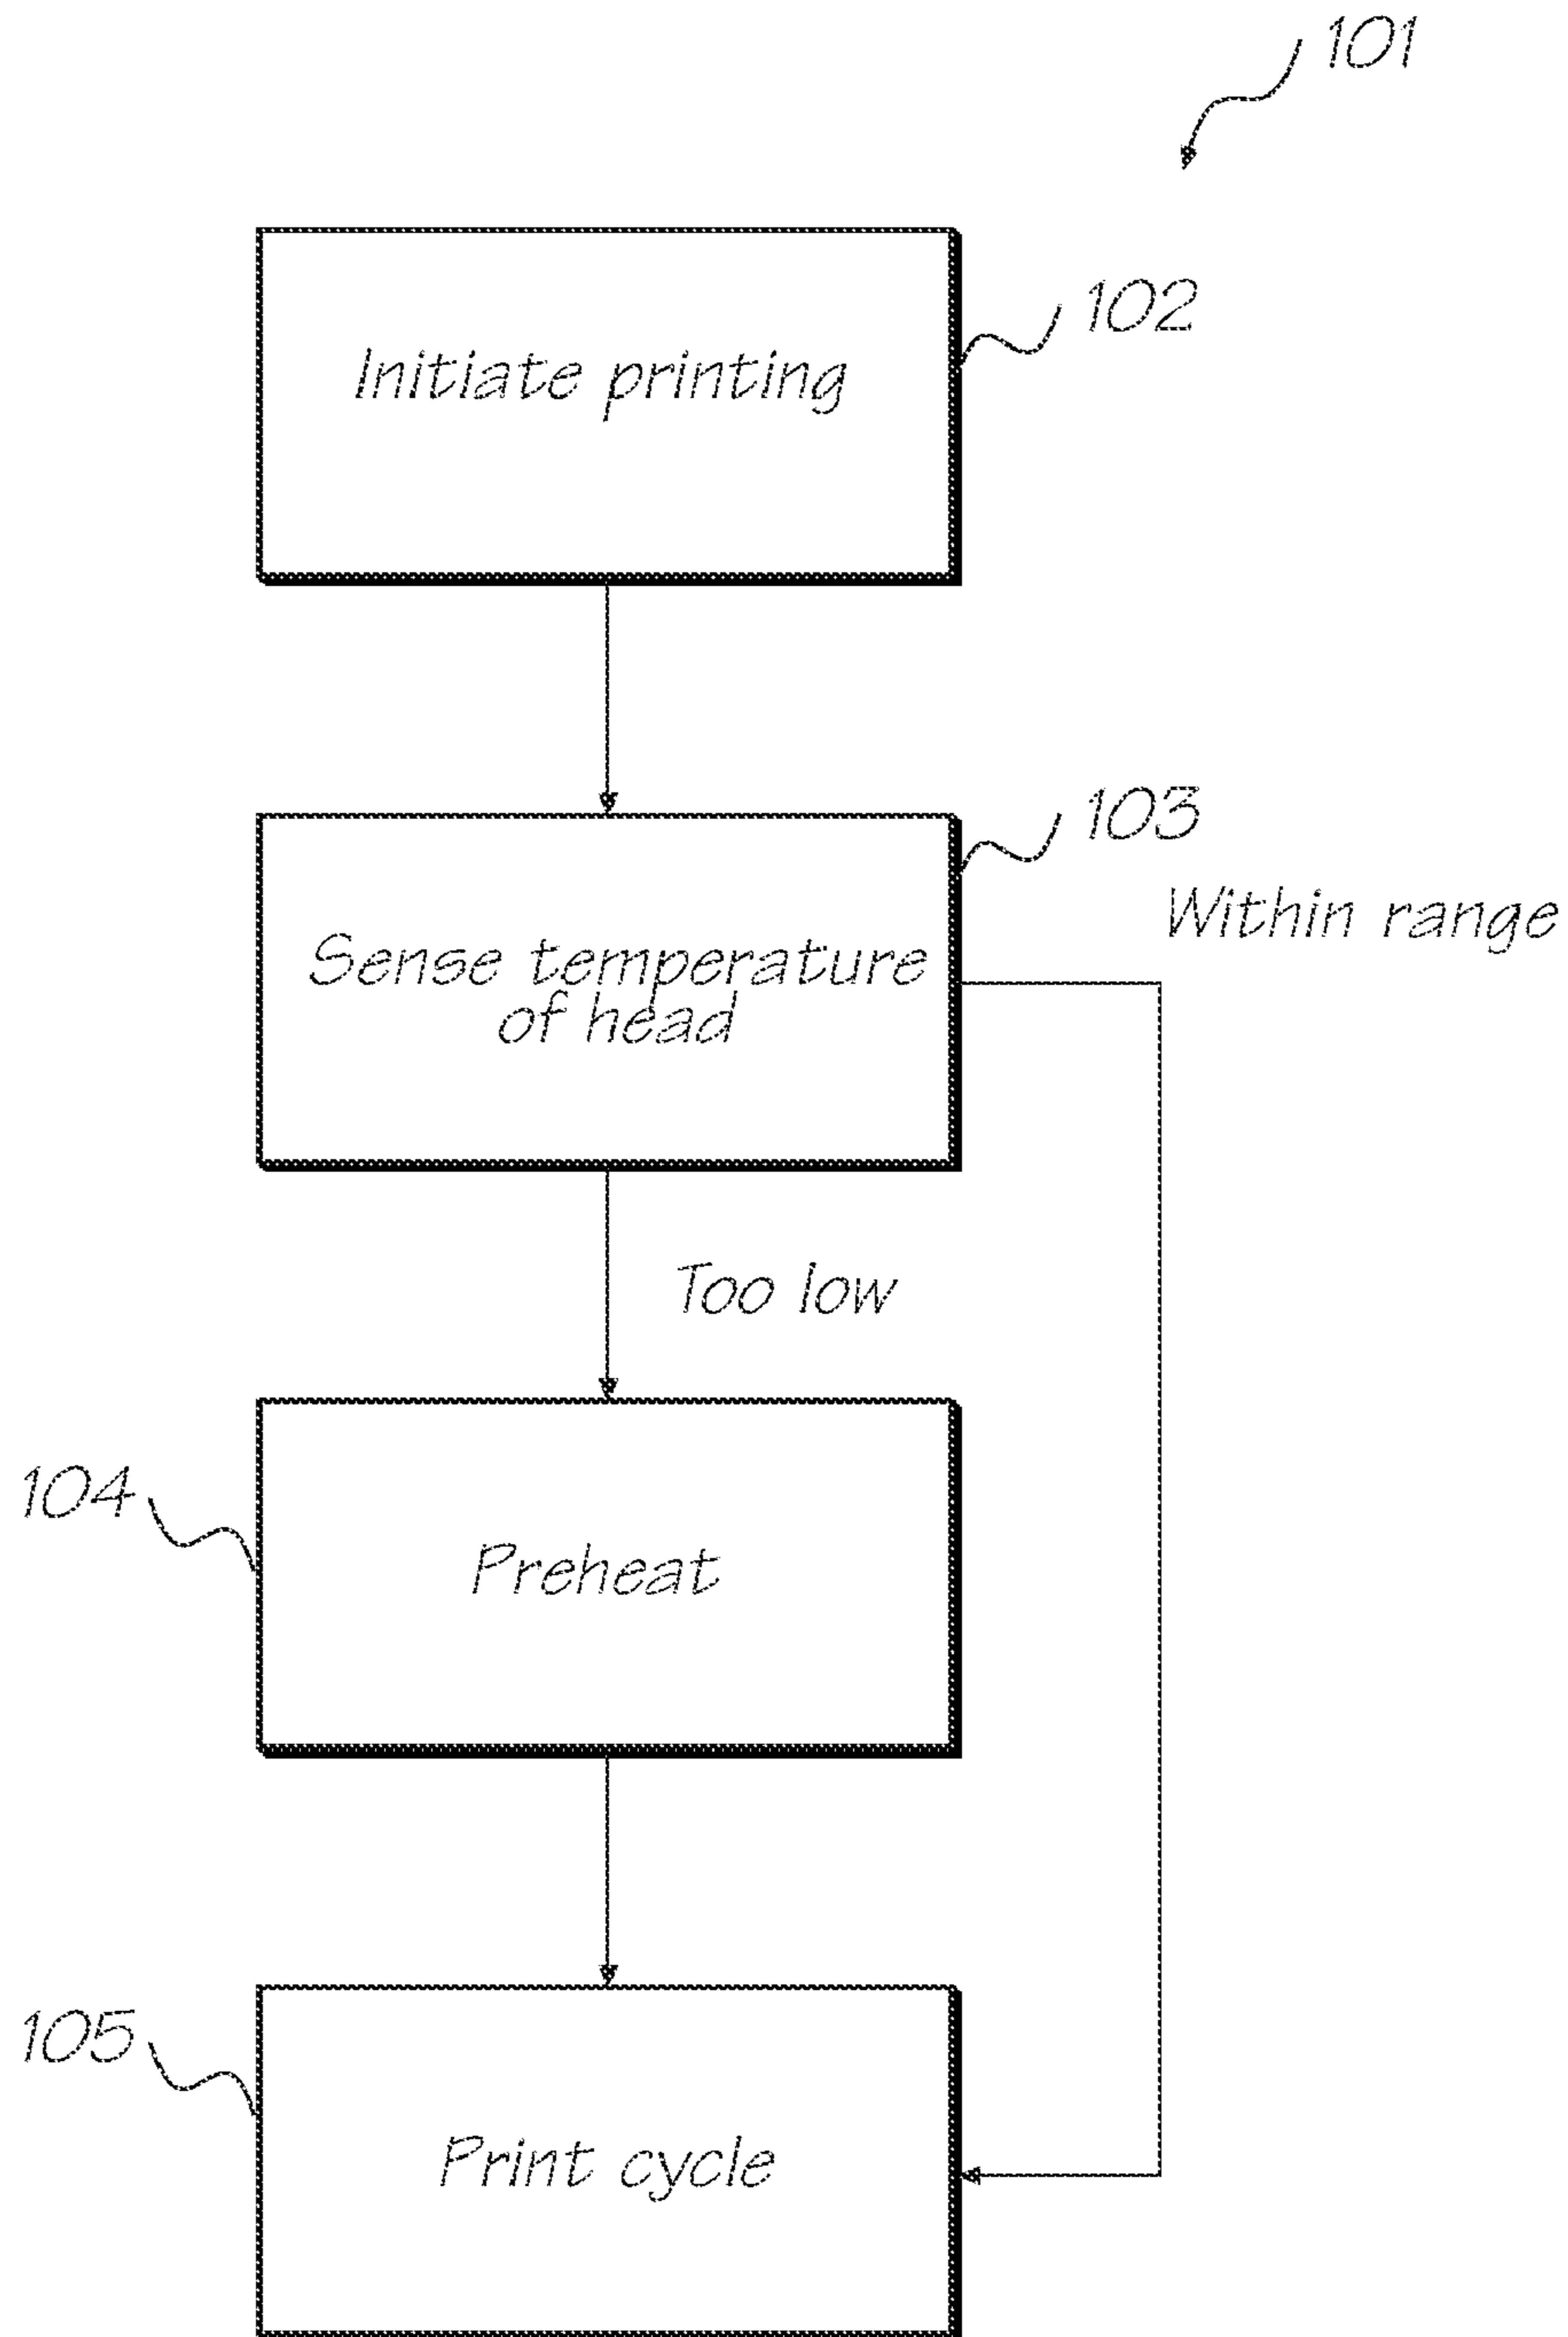 101
Initiate printing
102
103
Within range
Sense temperature
of head
Too low
104
Preheat
105
Print cycle